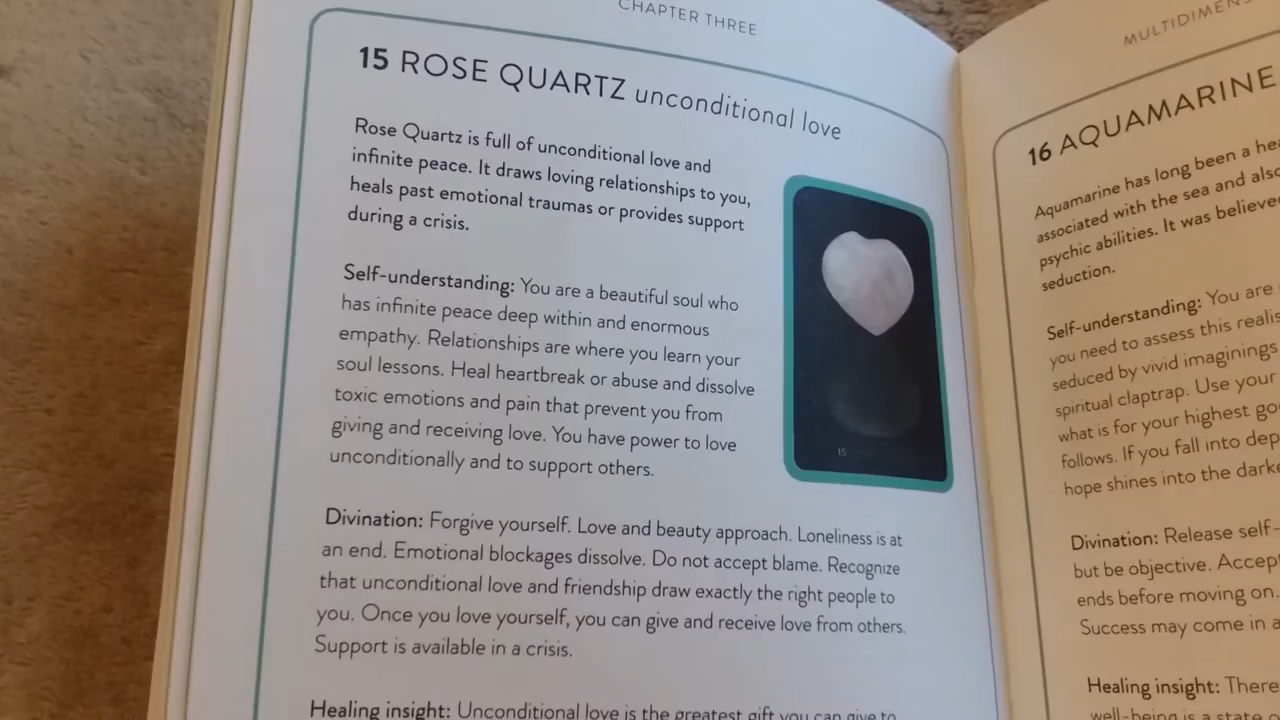 CHAPTER THREE
15 ROSE QUARTZ unconditional love
Rose Quartz is full of unconditional love and
infinite peace. It draws loving relationships to you,
heals past emotional traumas or provides support
during a crisis.
Self-understanding: You are a beautiful soul who
has infinite peace deep within and enormous
empathy. Relationships are where you learn your
soul lessons. Heal heartbreak or abuse and dissolve
toxic emotions and pain that prevent you from
giving and receiving love. You have power to love
unconditionally and to support others.
15
Divination: Forgive yourself. Love and beauty approach. Loneliness is at
an end. Emotional blockages dissolve. Do not accept blame. Recognize
that unconditional love and friendship draw exactly the right people to
you. Once you love yourself, you can give and receive love from others.
Support is available in a crisis.
Healing insight: Unconditional love is the greatest gift you can give to
16 AQUAMARINE
Aquamarine has long been a
associated with the sea and also
psychic abilities. It was believed
seduction.
Self-understanding: You are
you need to assess this
seduced by vivid imaginings
spiritual claptrap. Use your
what is for your highest
follows. If you fall into
hope shines into the
Divination: Release self-
but be objective.
ends before moving on.
Success may come in a
Healing insight: There
well-being is a state